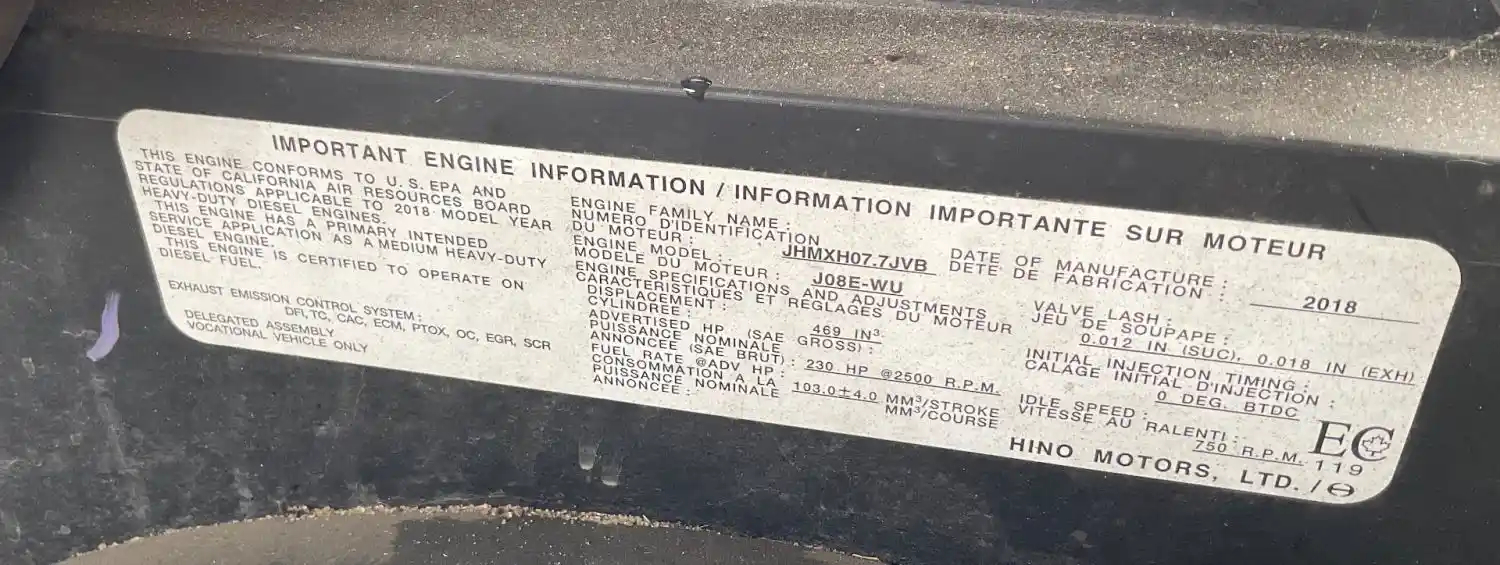 IMPORTANT ENGINE INFORMATION / INFORMATION IMPORTANTE SUR MOTEUR
THIS ENGINE CONFORMS TO U.S. EPA AND
STATE OF CALIFORNIA AIR RESOURCES BOARD
REGULATIONS APPLICABLE TO 2018 MODEL YEAR
HEAVY-DUTY DIESEL ENGINES.
THIS ENGINE HAS A PRIMARY INTENDED
SERVICE APPLICATION AS A MEDIUM HEAVY-DUTY
DIESEL ENGINE.
THIS ENGINE IS CERTIFIED TO OPERATE ON
DIESEL FUEL.
EXHAUST EMISSION CONTROL SYSTEM:
DFI, TC, CAC, ECM, PTOX, OC, EGR, SCR
DELEGATED ASSEMBLY
VOCATIONAL VEHICLE ONLY
ENGINE FAMILY NAME:
NUMERO D'IDENTIFICATION
DU MOTEUR: JHMXH07.7JVB
ENGINE MODEL:
MODELE DU MOTEUR: J08E-WU
ENGINE SPECIFICATIONS AND ADJUSTMENTS
CARACTERISTIQUES ET REGLAGES DU MOTEUR
DISPLACEMENT:
CYLINDREE: 469 IN³
ADVERTISED HP (SAE GROSS):
PUISSANCE NOMINALE
ANNONCEE (SAE BRUT): 230 HP @2500 R.P.M.
FUEL RATE @ADV HP:
CONSOMMATION A LA
PUISSANCE NOMINALE 103.0±4.0 MM³/STROKE
ANNONCEE: MM³/COURSE
DATE OF MANUFACTURE:
DETE DE FABRICATION: 2018
VALVE LASH:
JEU DE SOUPAPE:
0.012 IN (SUC), 0.018 IN (EXH)
INITIAL INJECTION TIMING:
CALAGE INITIAL D'INJECTION:
0 DEG. BTDC
IDLE SPEED:
VITESSE AU RALENTI:
750 R.P.M.
EC
119
HINO MOTORS, LTD. /